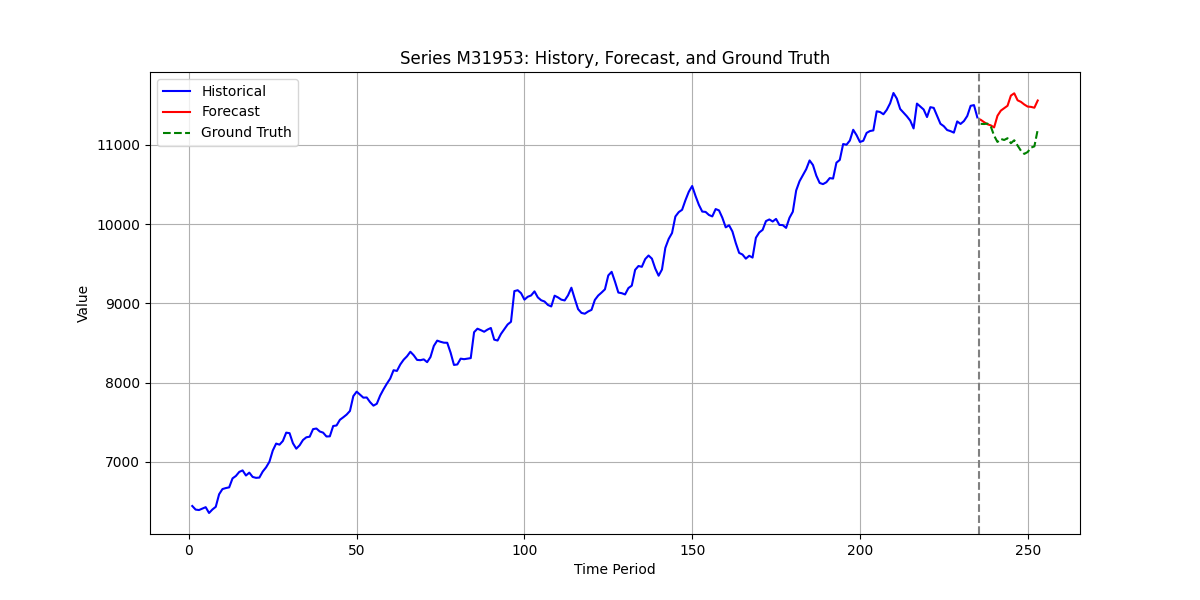 Series M31953: History, Forecast, and Ground Truth
Historical
Forecast
Ground Truth
11000
10000
9000
8000
7000
Value
0
50
100
150
200
250
Time Period